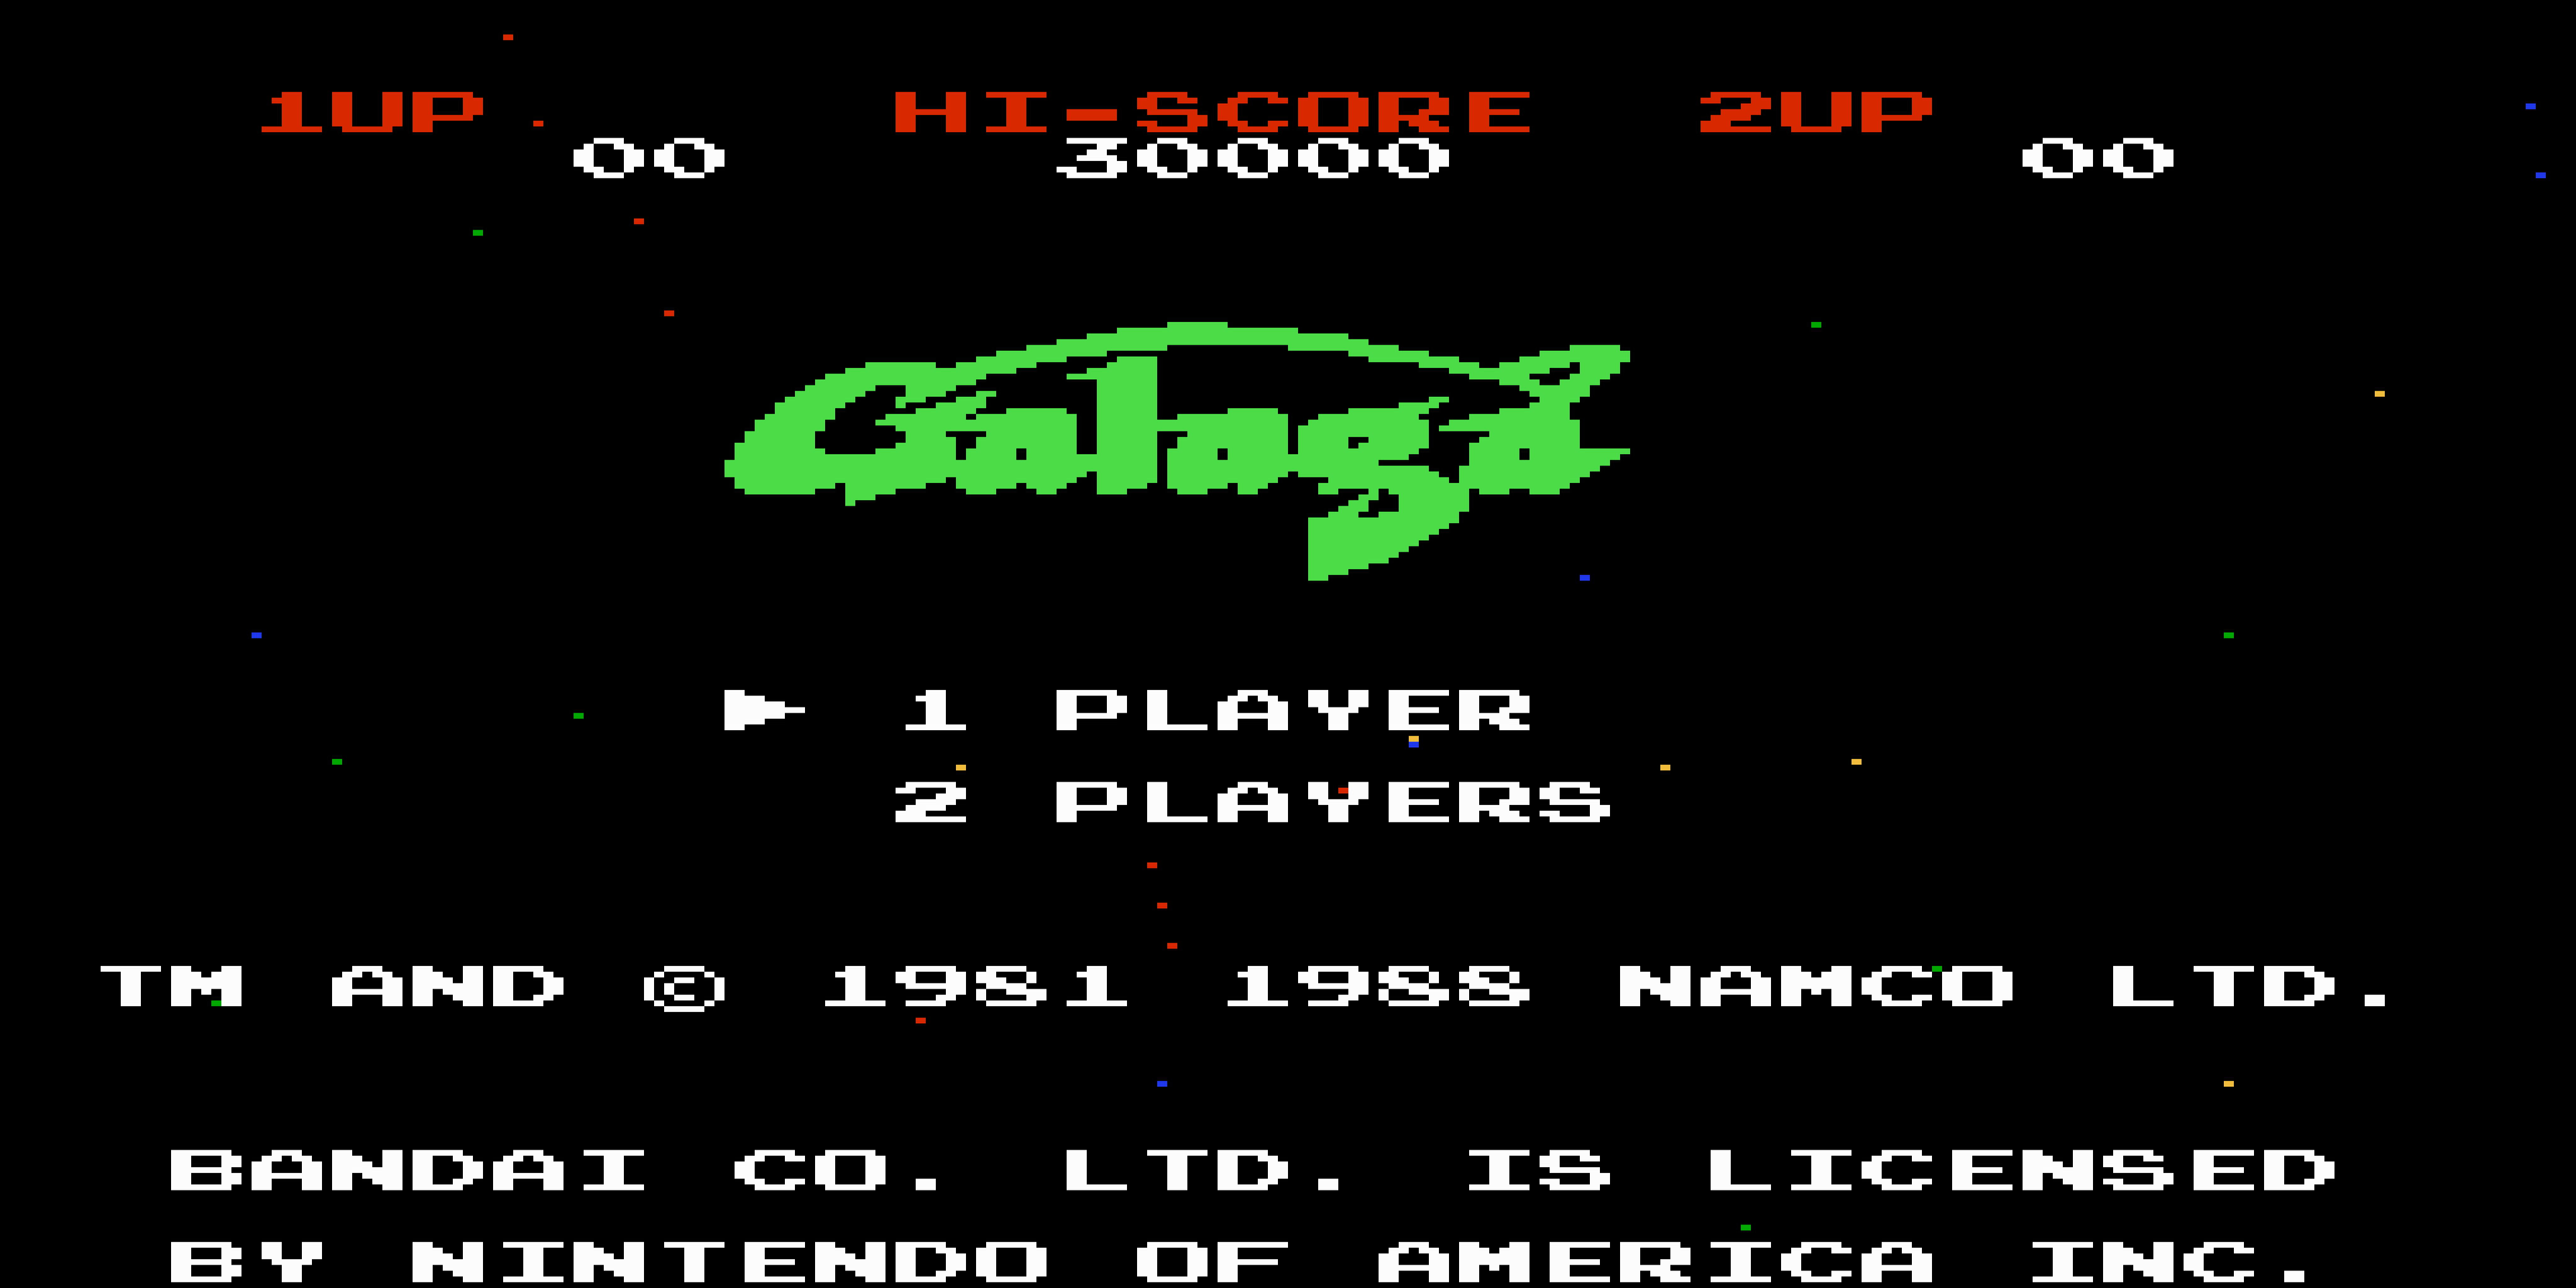 1UP HI-SCORE 2UP
00 30000 00
Galaga
1 PLAYER
2 PLAYERS
TM AND © 1981 1988 NAMCO LTD.
BANDAI CO. LTD. IS LICENSED
BY NINTENDO OF AMERICA INC.